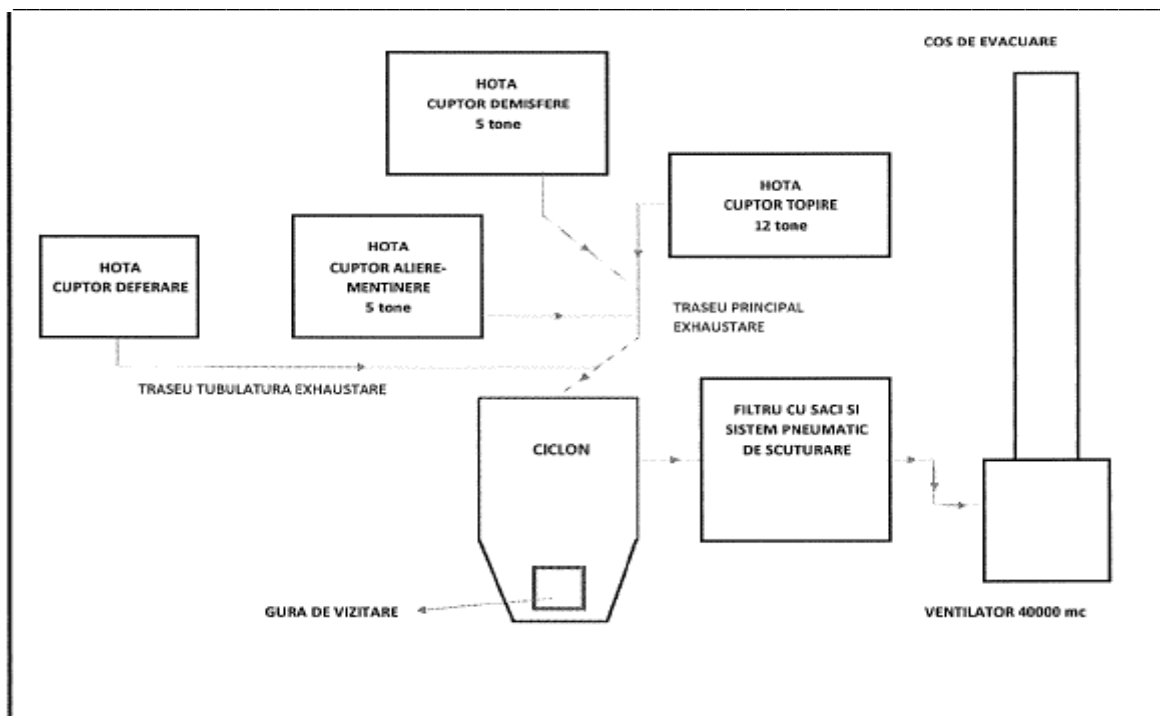 COS DE EVACUARE
HOTA
CUPTOR DEMISFERE
5 tone
HOTA
CUPTOR TOPIRE
12 tone
HOTA
CUPTOR ALIERE-
MENTINERE
5 tone
HOTA
CUPTOR DEFERARE
TRASEU PRINCIPAL
EXHAUSTARE
TRASEU TUBULATURA EXHAUSTARE
CICLON
FILTRU CU SACI SI
SISTEM PNEUMATIC
DE SCUTURARE
GURA DE VIZITARE
VENTILATOR 40000 mc